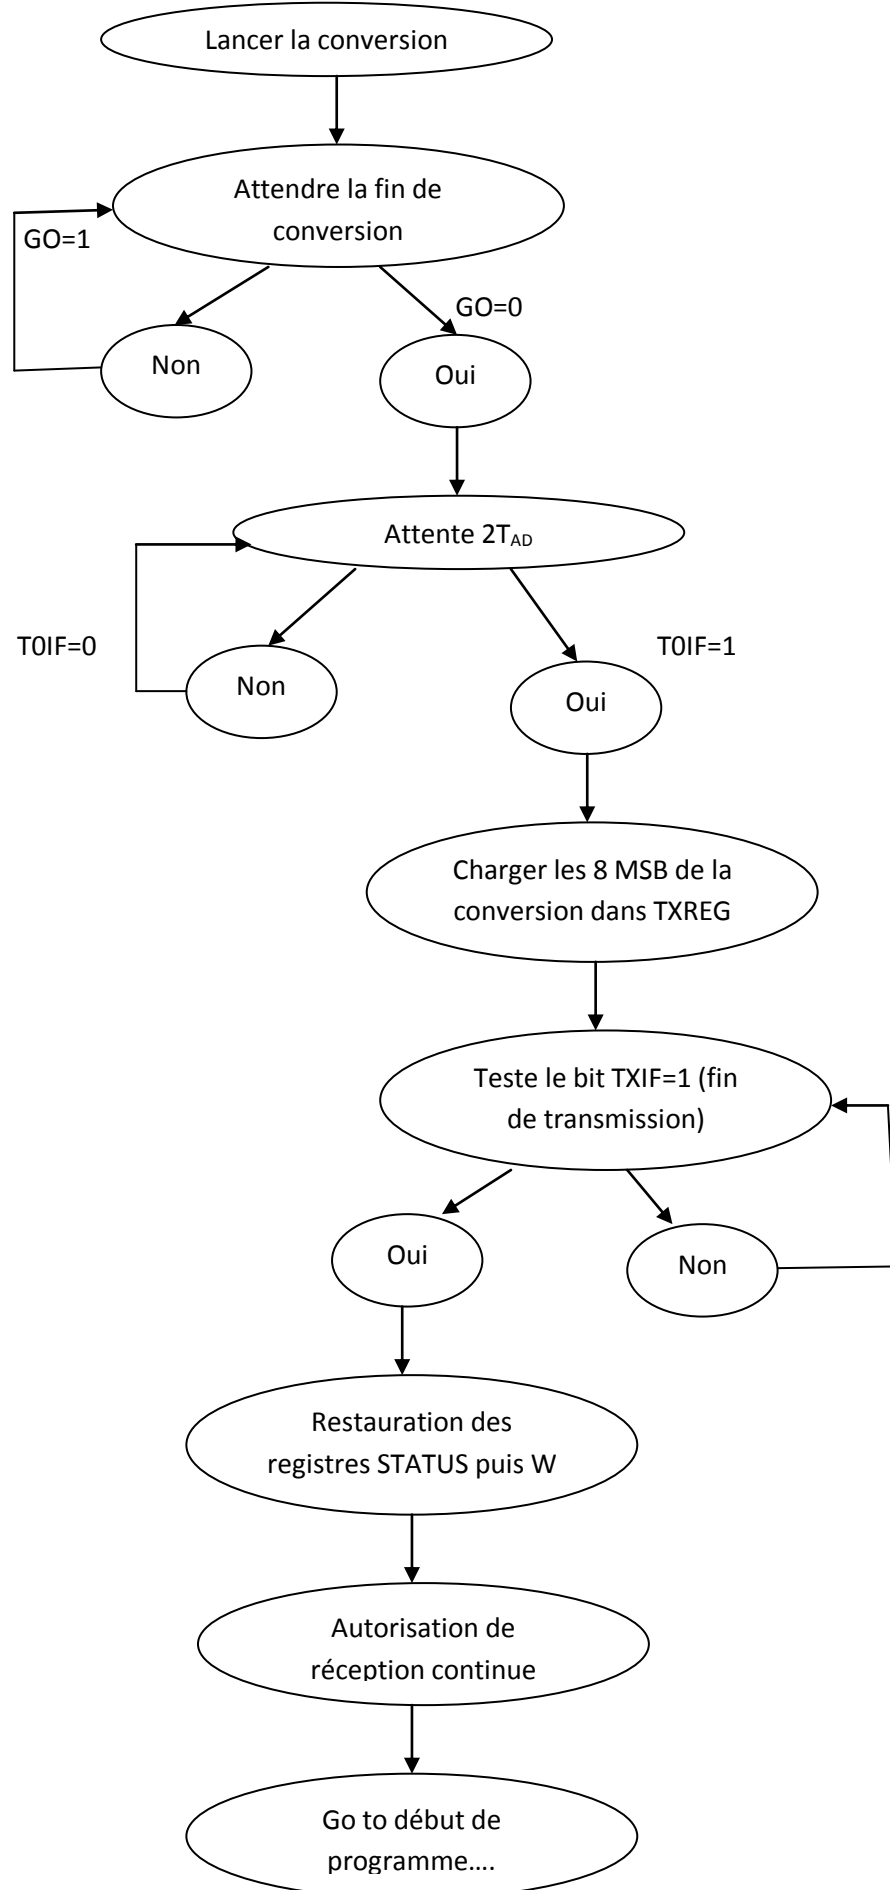 Lancer la conversion
Attendre la fin de
conversion
GO=1
GO=0
Non
Oui
Attente 2TAD
T0IF=0
T0IF=1
Non
Oui
Charger les 8 MSB de la
conversion dans TXREG
Teste le bit TXIF=1 (fin
de transmission)
Oui
Non
Restauration des
registres STATUS puis W
Autorisation de
réception continue
Go to début de
programme....